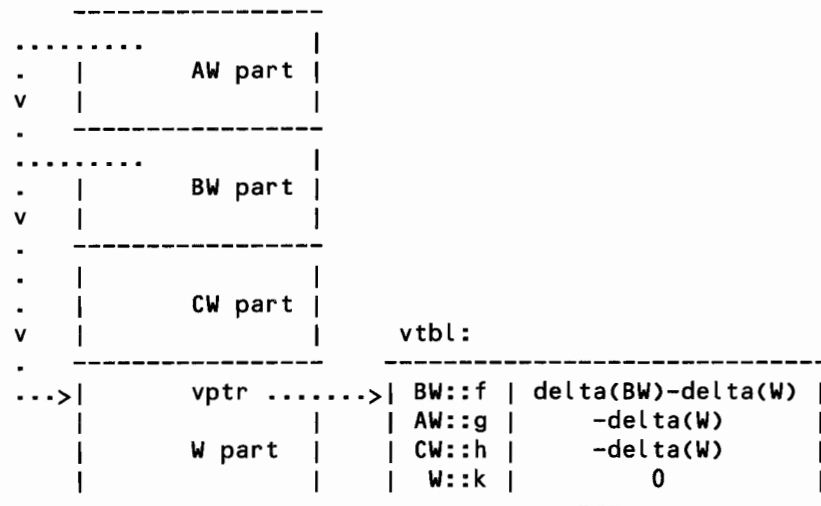 AW part
BW part
CW part
vtbl:
vptr .......>| BW::f | delta(BW)-delta(W) |
| AW::g | -delta(W) |
W part | | CW::h | -delta(W) |
| W::k | 0 |